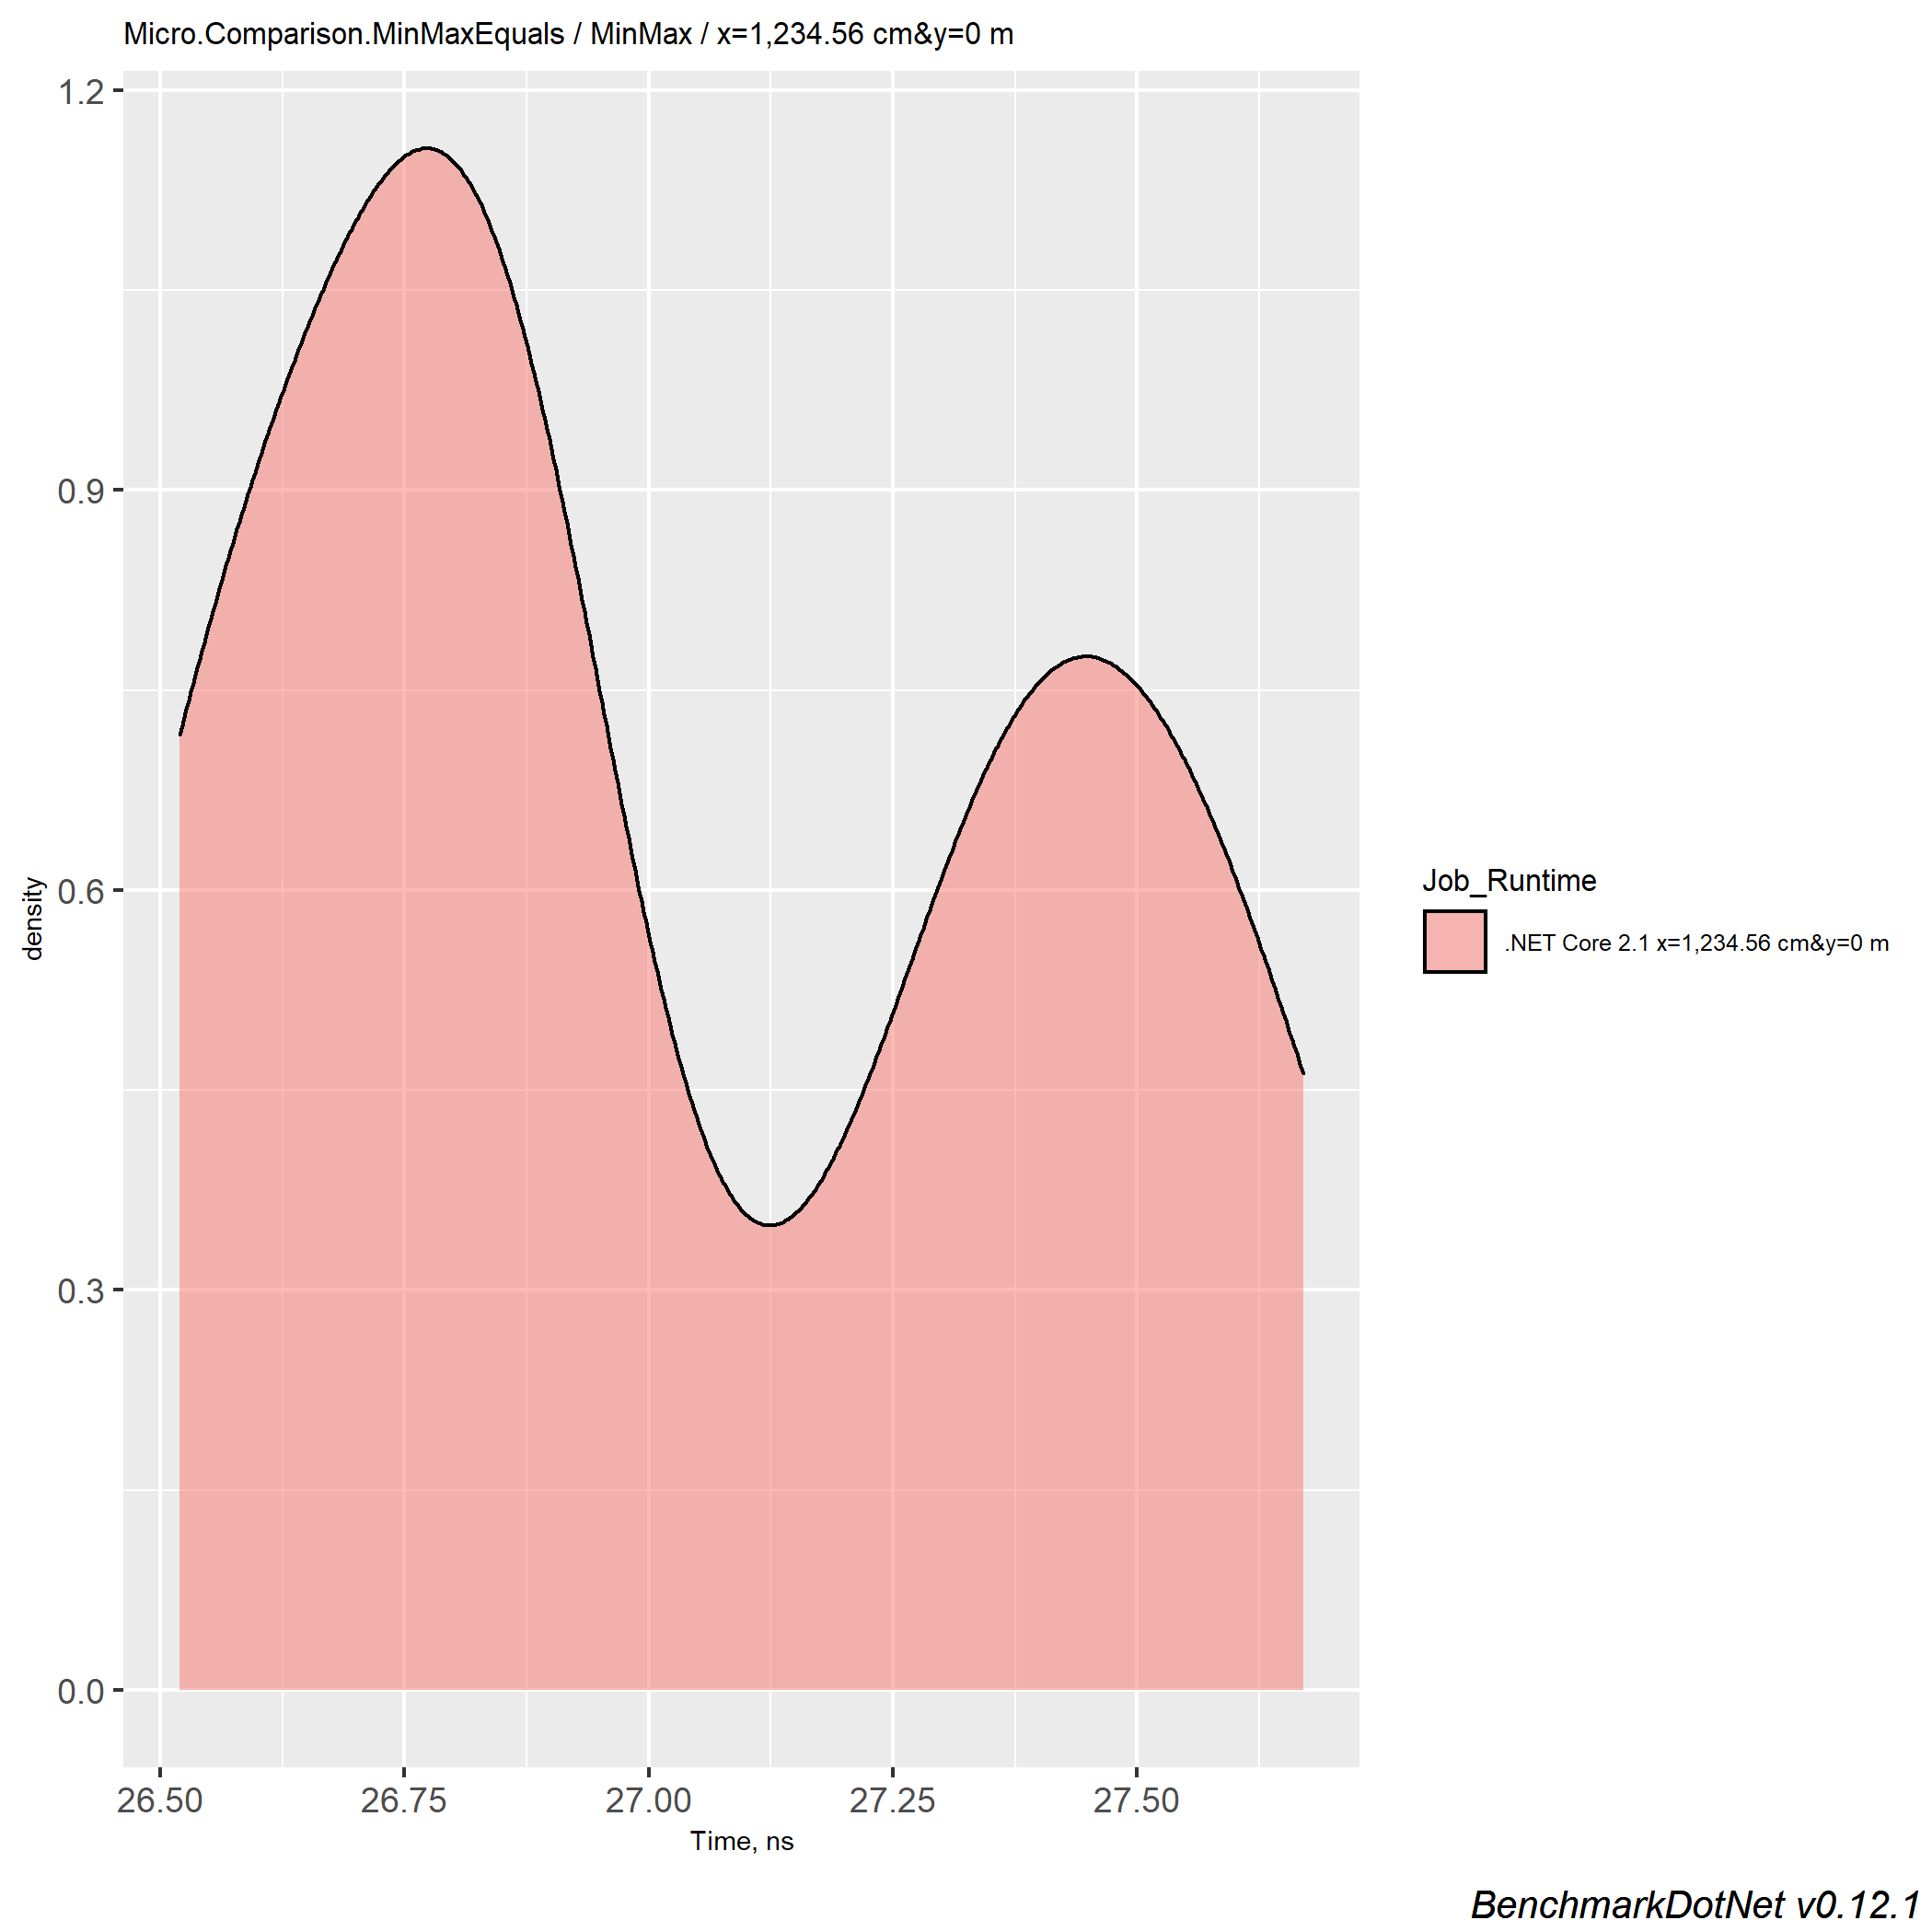 Micro.Comparison.MinMaxEquals / MinMax / x=1,234.56 cm&y=0 m
1.2
0.9
0.6
0.3
0.0
density
26.50 26.75 27.00 27.25 27.50
Time, ns
Job_Runtime
.NET Core 2.1 x=1,234.56 cm&y=0 m
BenchmarkDotNet v0.12.1